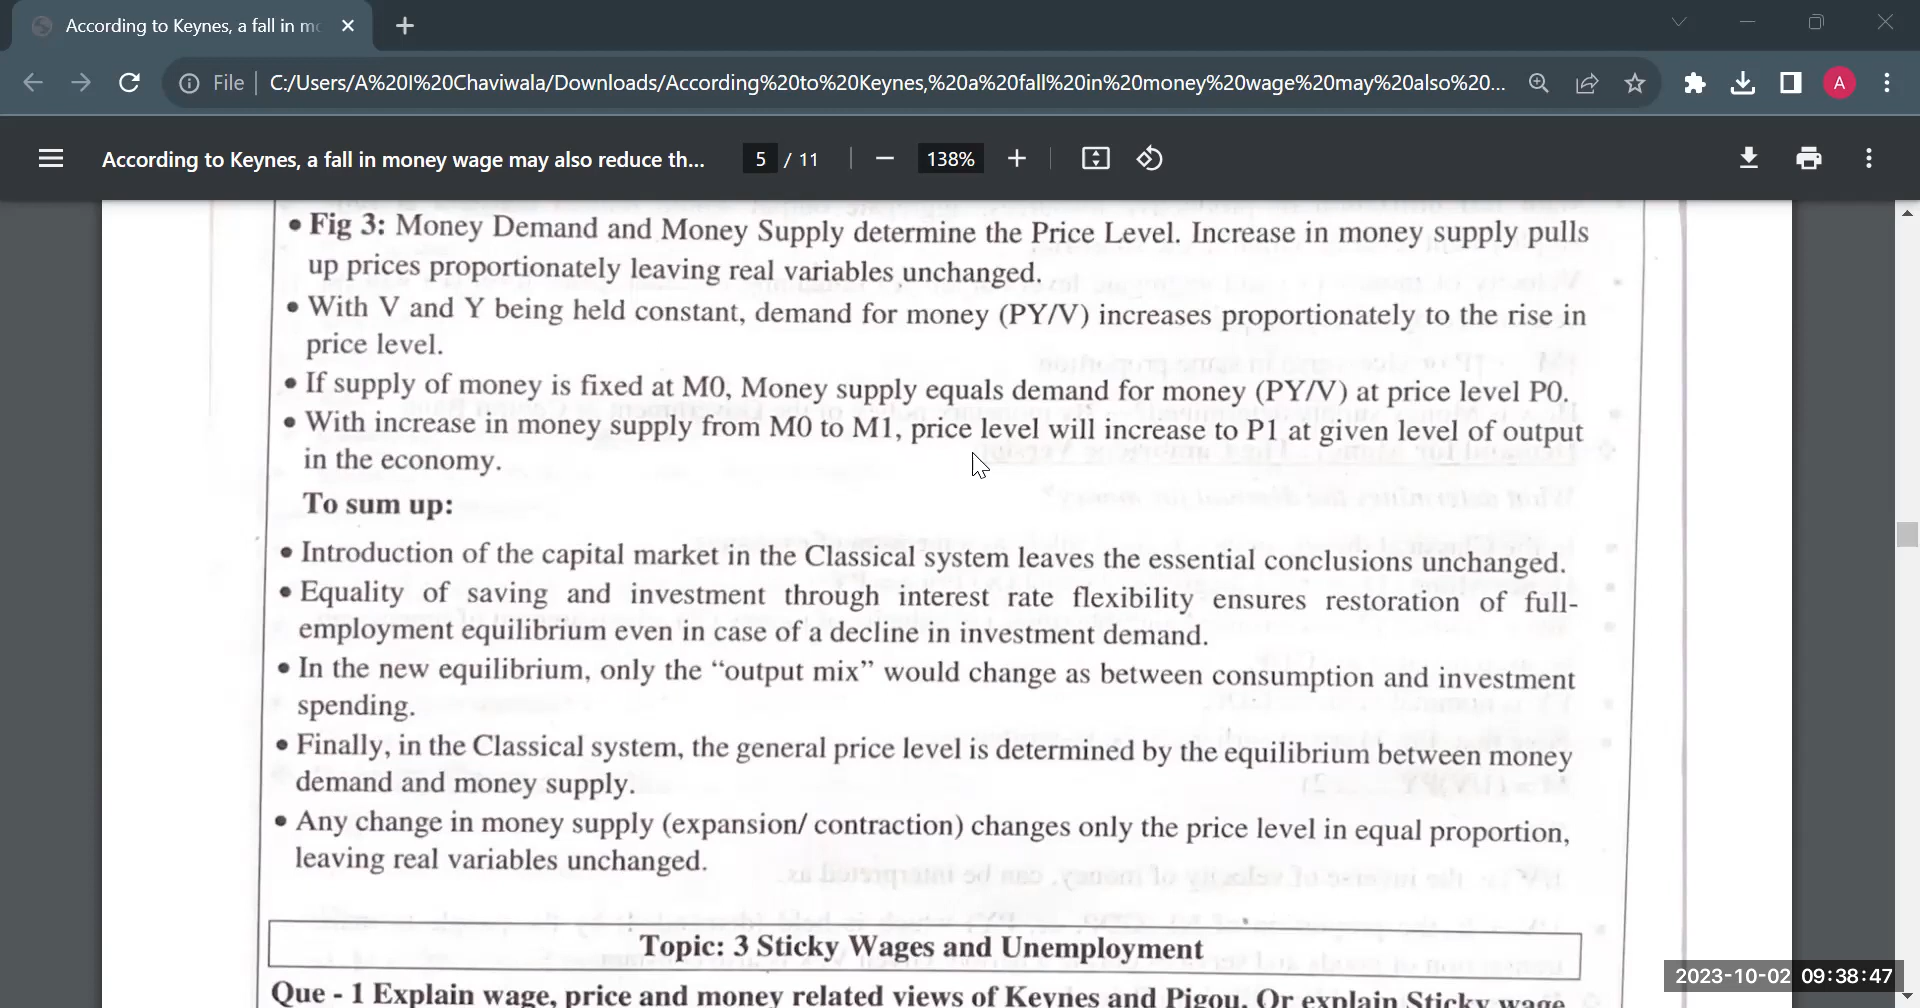 According to Keynes, a fall in mo
File
C:/Users/A%20I%20Chaviwala/Downloads/According%20to%20Keynes,%20a%20fall%20in%20money%20wage%20may%20also%20...
A
According to Keynes, a fall in money wage may also reduce th...
5 / 11
138%
• Fig 3: Money Demand and Money Supply determine the Price Level. Increase in money supply pulls
up prices proportionately leaving real variables unchanged.
• With V and Y being held constant, demand for money (PY/V) increases proportionately to the rise in
price level.
• If supply of money is fixed at M0, Money supply equals demand for money (PY/V) at price level P0.
• With increase in money supply from M0 to M1, price level will increase to P1 at given level of output
in the economy.
To sum up:
• Introduction of the capital market in the Classical system leaves the essential conclusions unchanged.
• Equality of saving and investment through interest rate flexibility ensures restoration of full-
employment equilibrium even in case of a decline in investment demand.
• In the new equilibrium, only the “output mix” would change as between consumption and investment
spending.
• Finally, in the Classical system, the general price level is determined by the equilibrium between money
demand and money supply.
• Any change in money supply (expansion/ contraction) changes only the price level in equal proportion,
leaving real variables unchanged.
Topic: 3 Sticky Wages and Unemployment
2023-10-02 09:38:47
Que - 1 Explain wage, price and money related views of Keynes and Pigou. Or explain Sticky wage